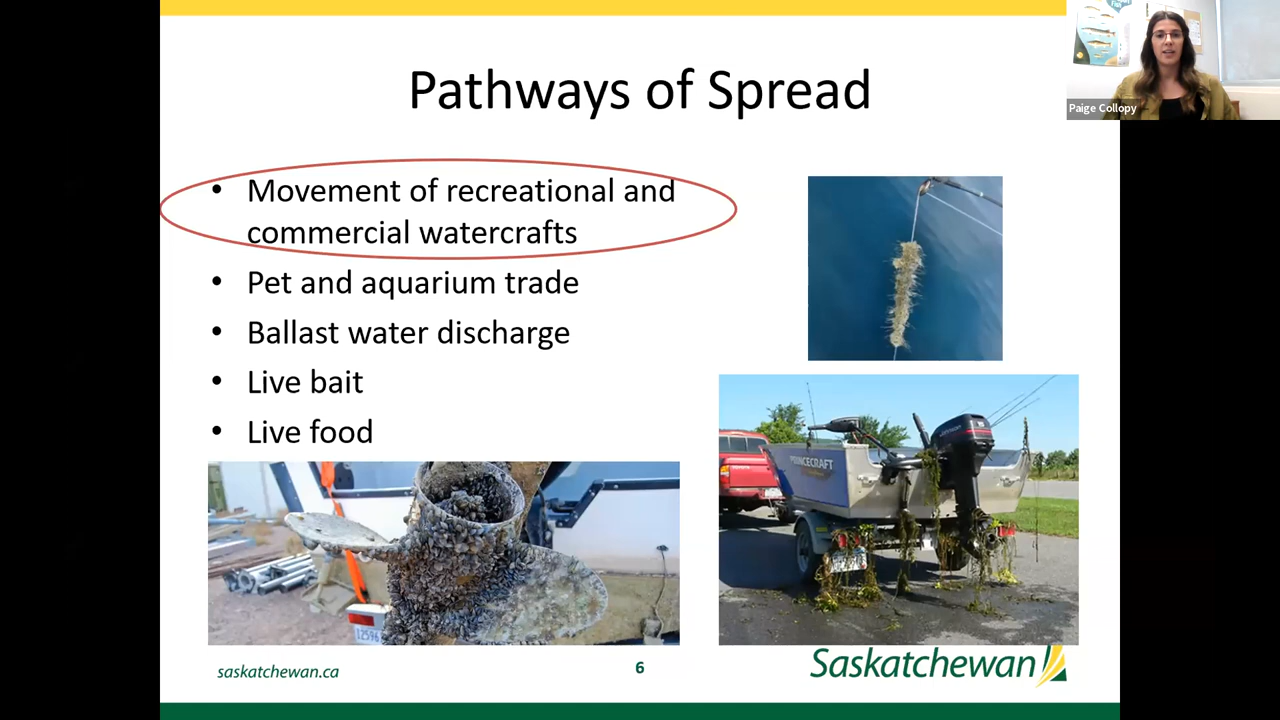 Pathways of Spread
Paige Collopy
• Movement of recreational and
commercial watercrafts
• Pet and aquarium trade
• Ballast water discharge
• Live bait
• Live food
PRINCECRAFT
saskatchewan.ca
6
Saskatchewan